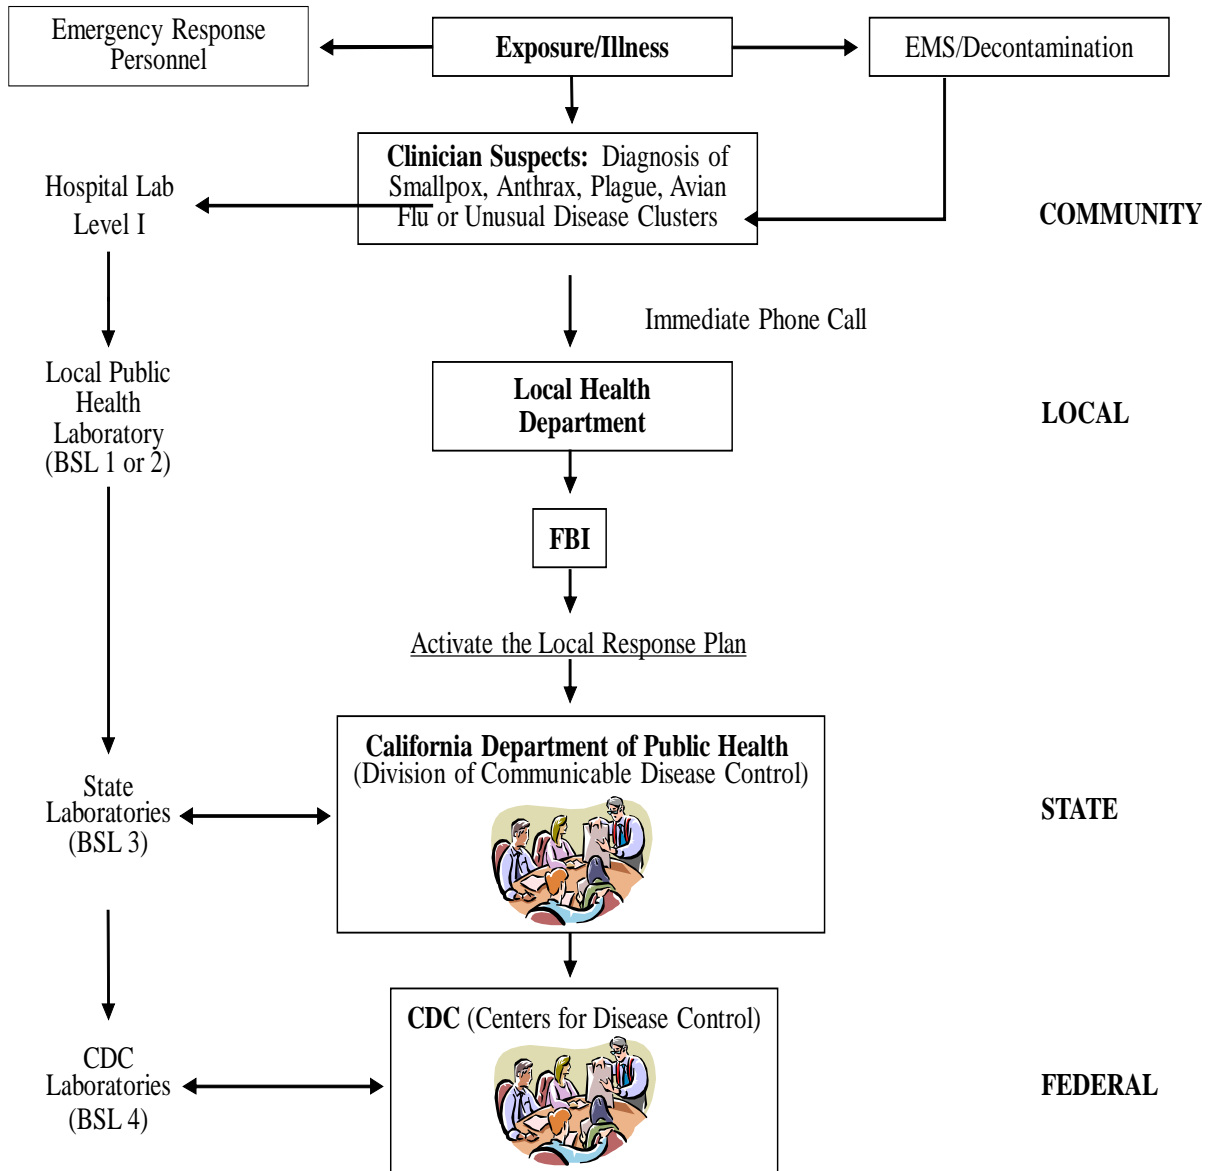 Emergency Response
Personnel
Exposure/Illness
EMS/Decontamination
Clinician Suspects: Diagnosis of
Smallpox, Anthrax, Plague, Avian
Flu or Unusual Disease Clusters
Hospital Lab
Level I
COMMUNITY
Immediate Phone Call
Local Public
Health
Laboratory
(BSL 1 or 2)
Local Health
Department
LOCAL
FBI
Activate the Local Response Plan
California Department of Public Health
(Division of Communicable Disease Control)
State
Laboratories
(BSL 3)
STATE
CDC (Centers for Disease Control)
CDC
Laboratories
(BSL 4)
FEDERAL